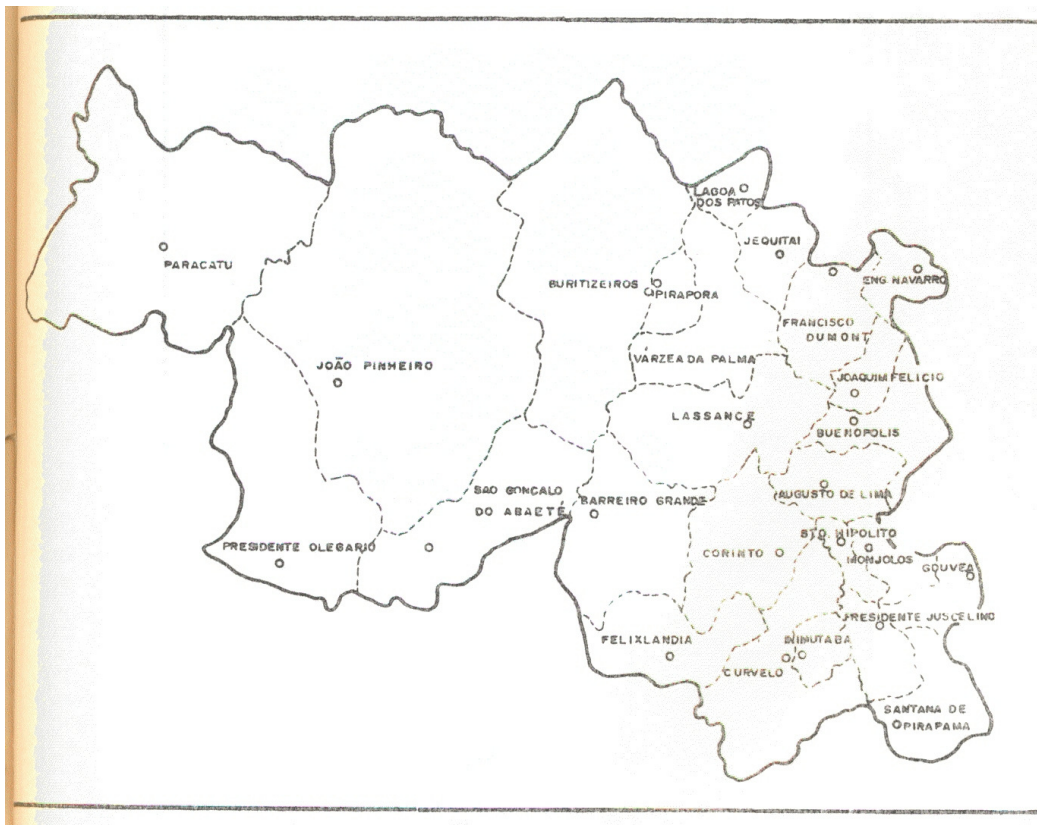 LAGOA
DOS PATOS
JEQUITAI
PARACATU
ENG. NAVARRO
BURITIZEIROS
PIRAPORA
FRANCISCO
DUMONT
VARZEA DA PALMA
JOÃO PINHEIRO
JOAQUIM FELICIO
LASSANCE
BUENOPOLIS
SAO GONCALO
DO ABAETE
BARREIRO GRANDE
AUGUSTO DE LIMA
STO. HIPOLITO
PRESIDENTE OLEGARIO
CORINTO
MONJOLOS
GOUVEA
PRESIDENTE JUSCELINO
FELIXLANDIA
INIMUTABA
CURVELO
SANTANA DE
PIRAPAMA